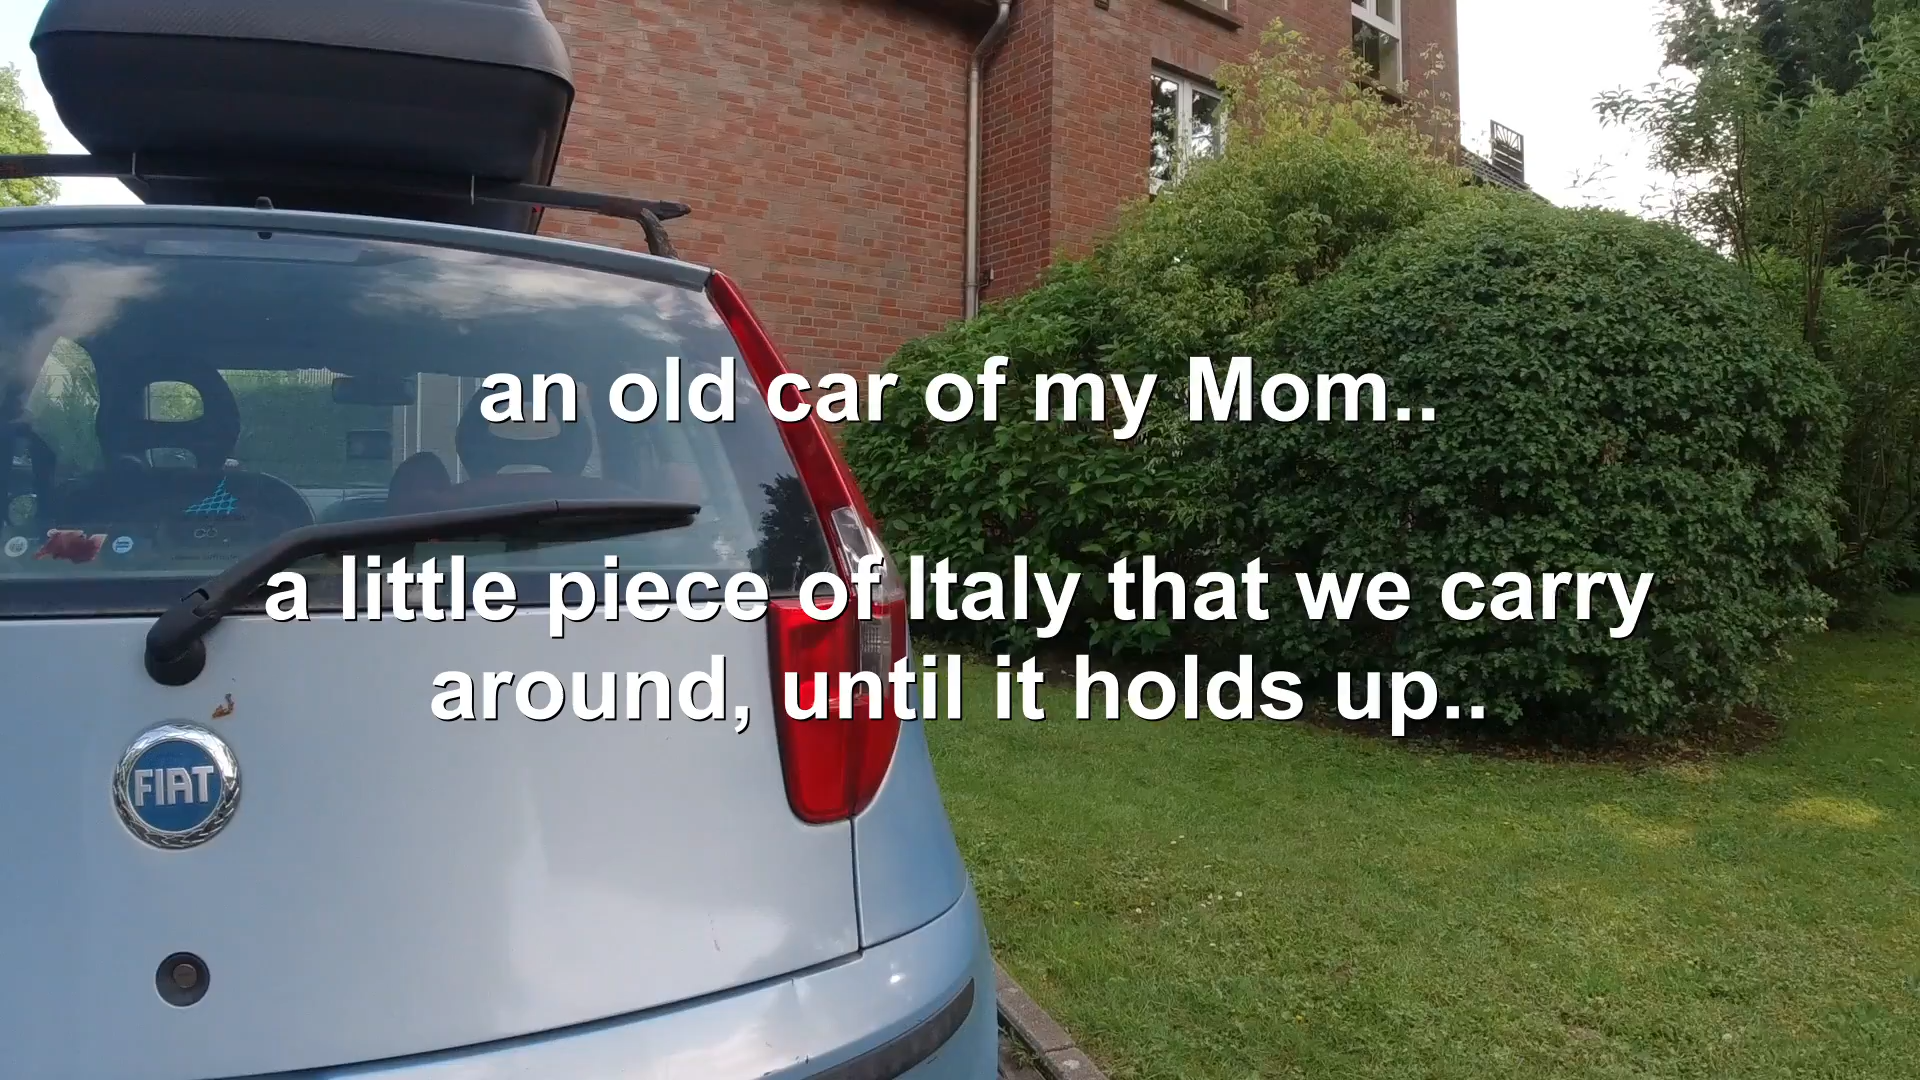 an old car of my Mom..
a little piece of Italy that we carry
around, until it holds up..
FIAT